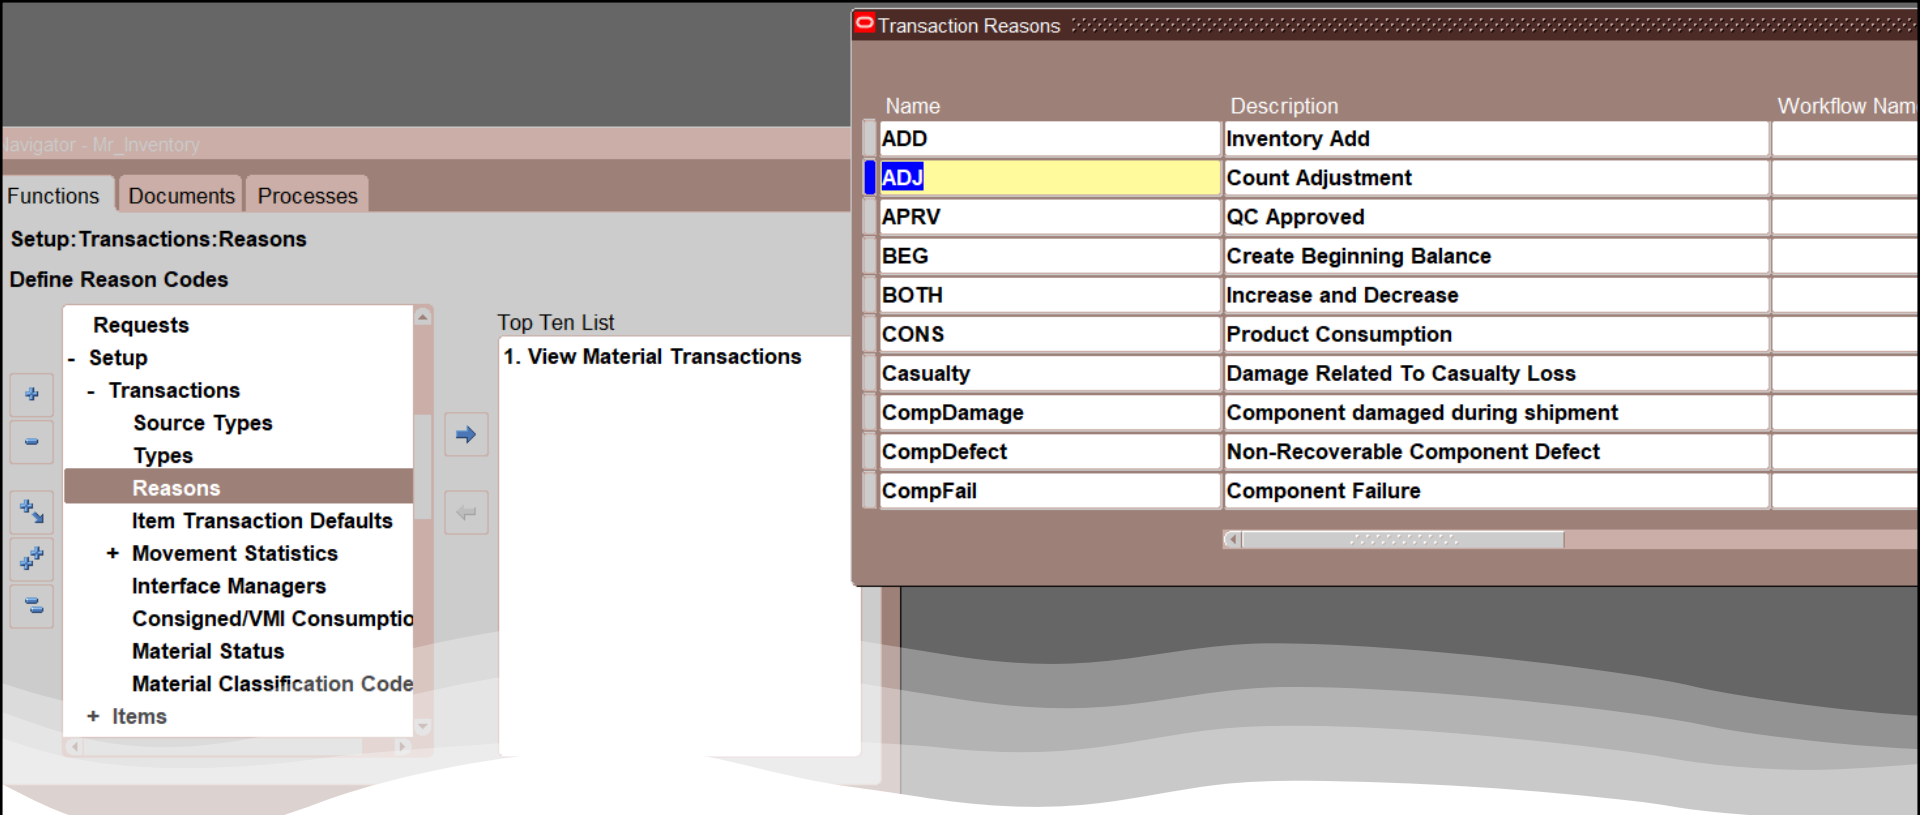 Transaction Reasons
Name Description Workflow Nam
ADD Inventory Add
ADJ Count Adjustment
APRV QC Approved
BEG Create Beginning Balance
BOTH Increase and Decrease
CONS Product Consumption
Casualty Damage Related To Casualty Loss
CompDamage Component damaged during shipment
CompDefect Non-Recoverable Component Defect
CompFail Component Failure
Navigator - Mr_Inventory
Functions Documents Processes
Setup:Transactions:Reasons
Define Reason Codes
Requests
- Setup
- Transactions
Source Types
Types
Reasons
Item Transaction Defaults
+ Movement Statistics
Interface Managers
Consigned/VMI Consumptio
Material Status
Material Classification Code
+ Items
Top Ten List
1. View Material Transactions